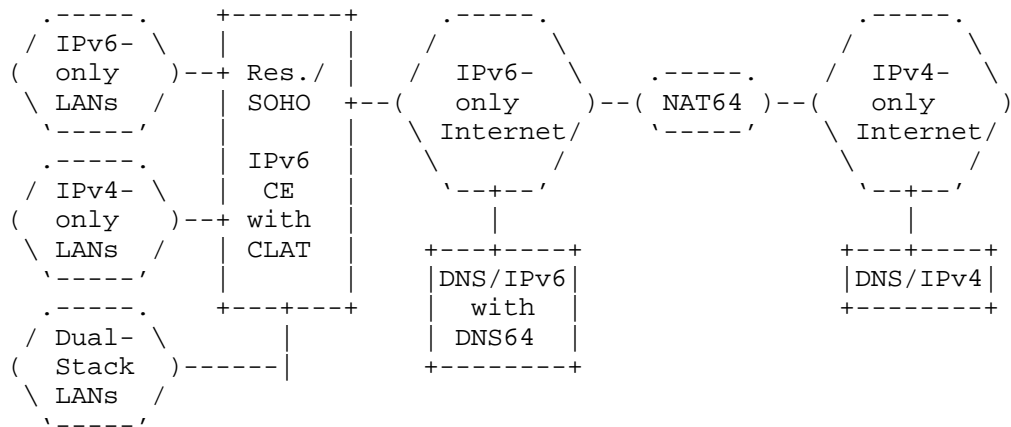 IPv6-
only
LANs
Res./
SOHO
IPv6
CE
with
CLAT
IPv4-
only
LANs
Dual-
Stack
LANs
IPv6-
only
Internet
DNS/IPv6
with
DNS64
NAT64
IPv4-
only
Internet
DNS/IPv4